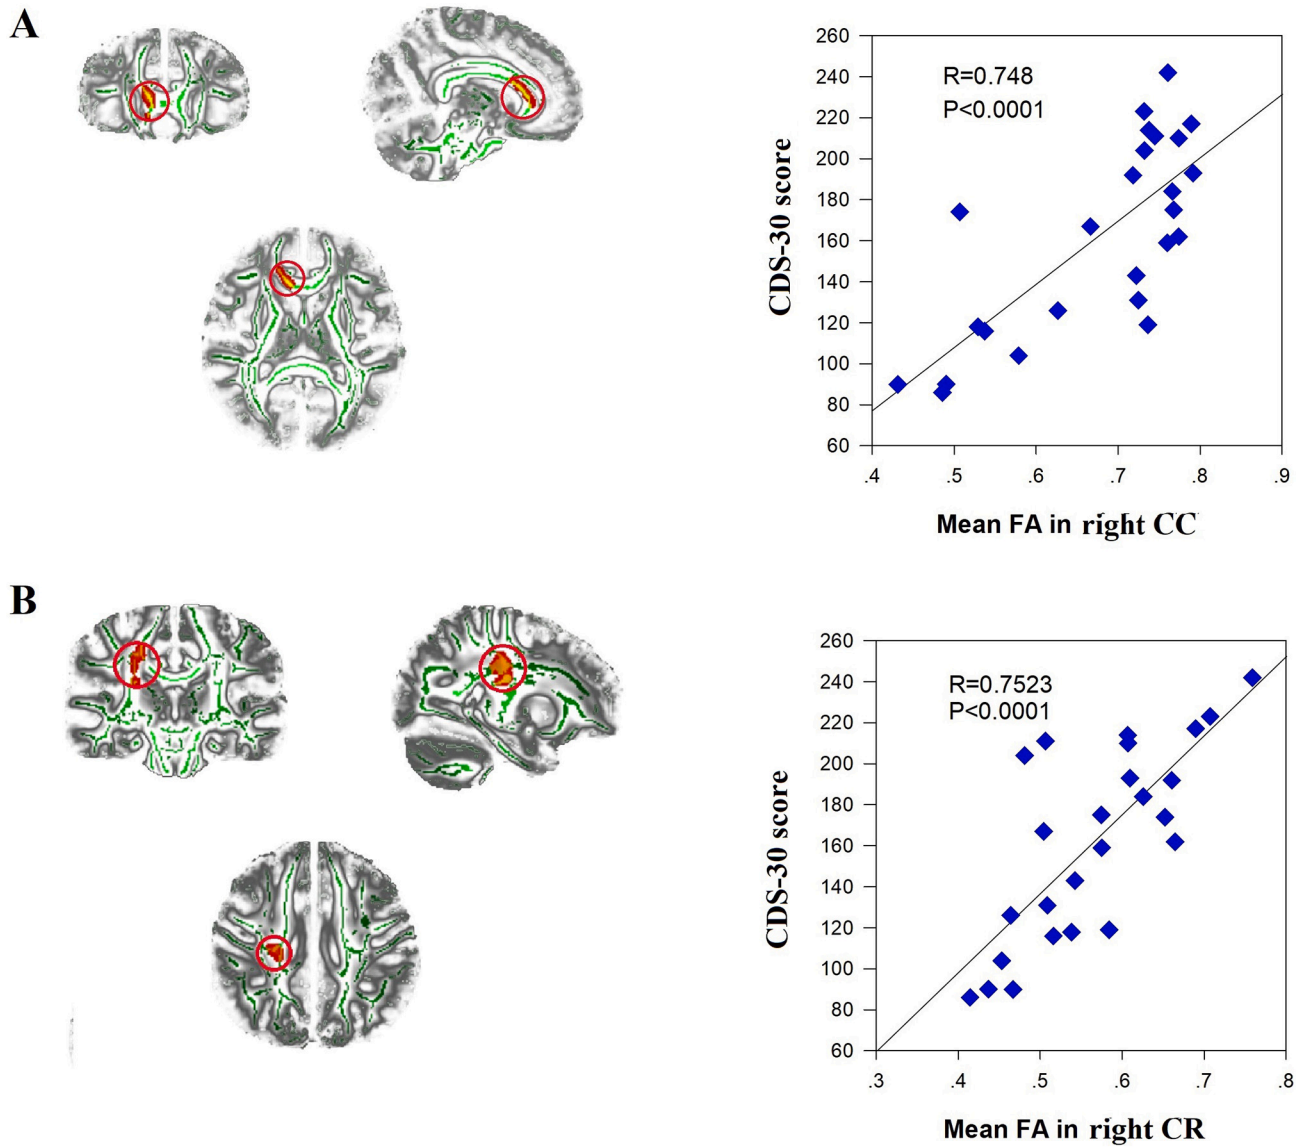 A
R=0.748
P<0.0001
CDS-30 score
260
240
220
200
180
160
140
120
100
80
60
.4 .5 .6 .7 .8 .9
Mean FA in right CC
B
R=0.7523
P<0.0001
CDS-30 score
260
240
220
200
180
160
140
120
100
80
60
.3 .4 .5 .6 .7 .8
Mean FA in right CR